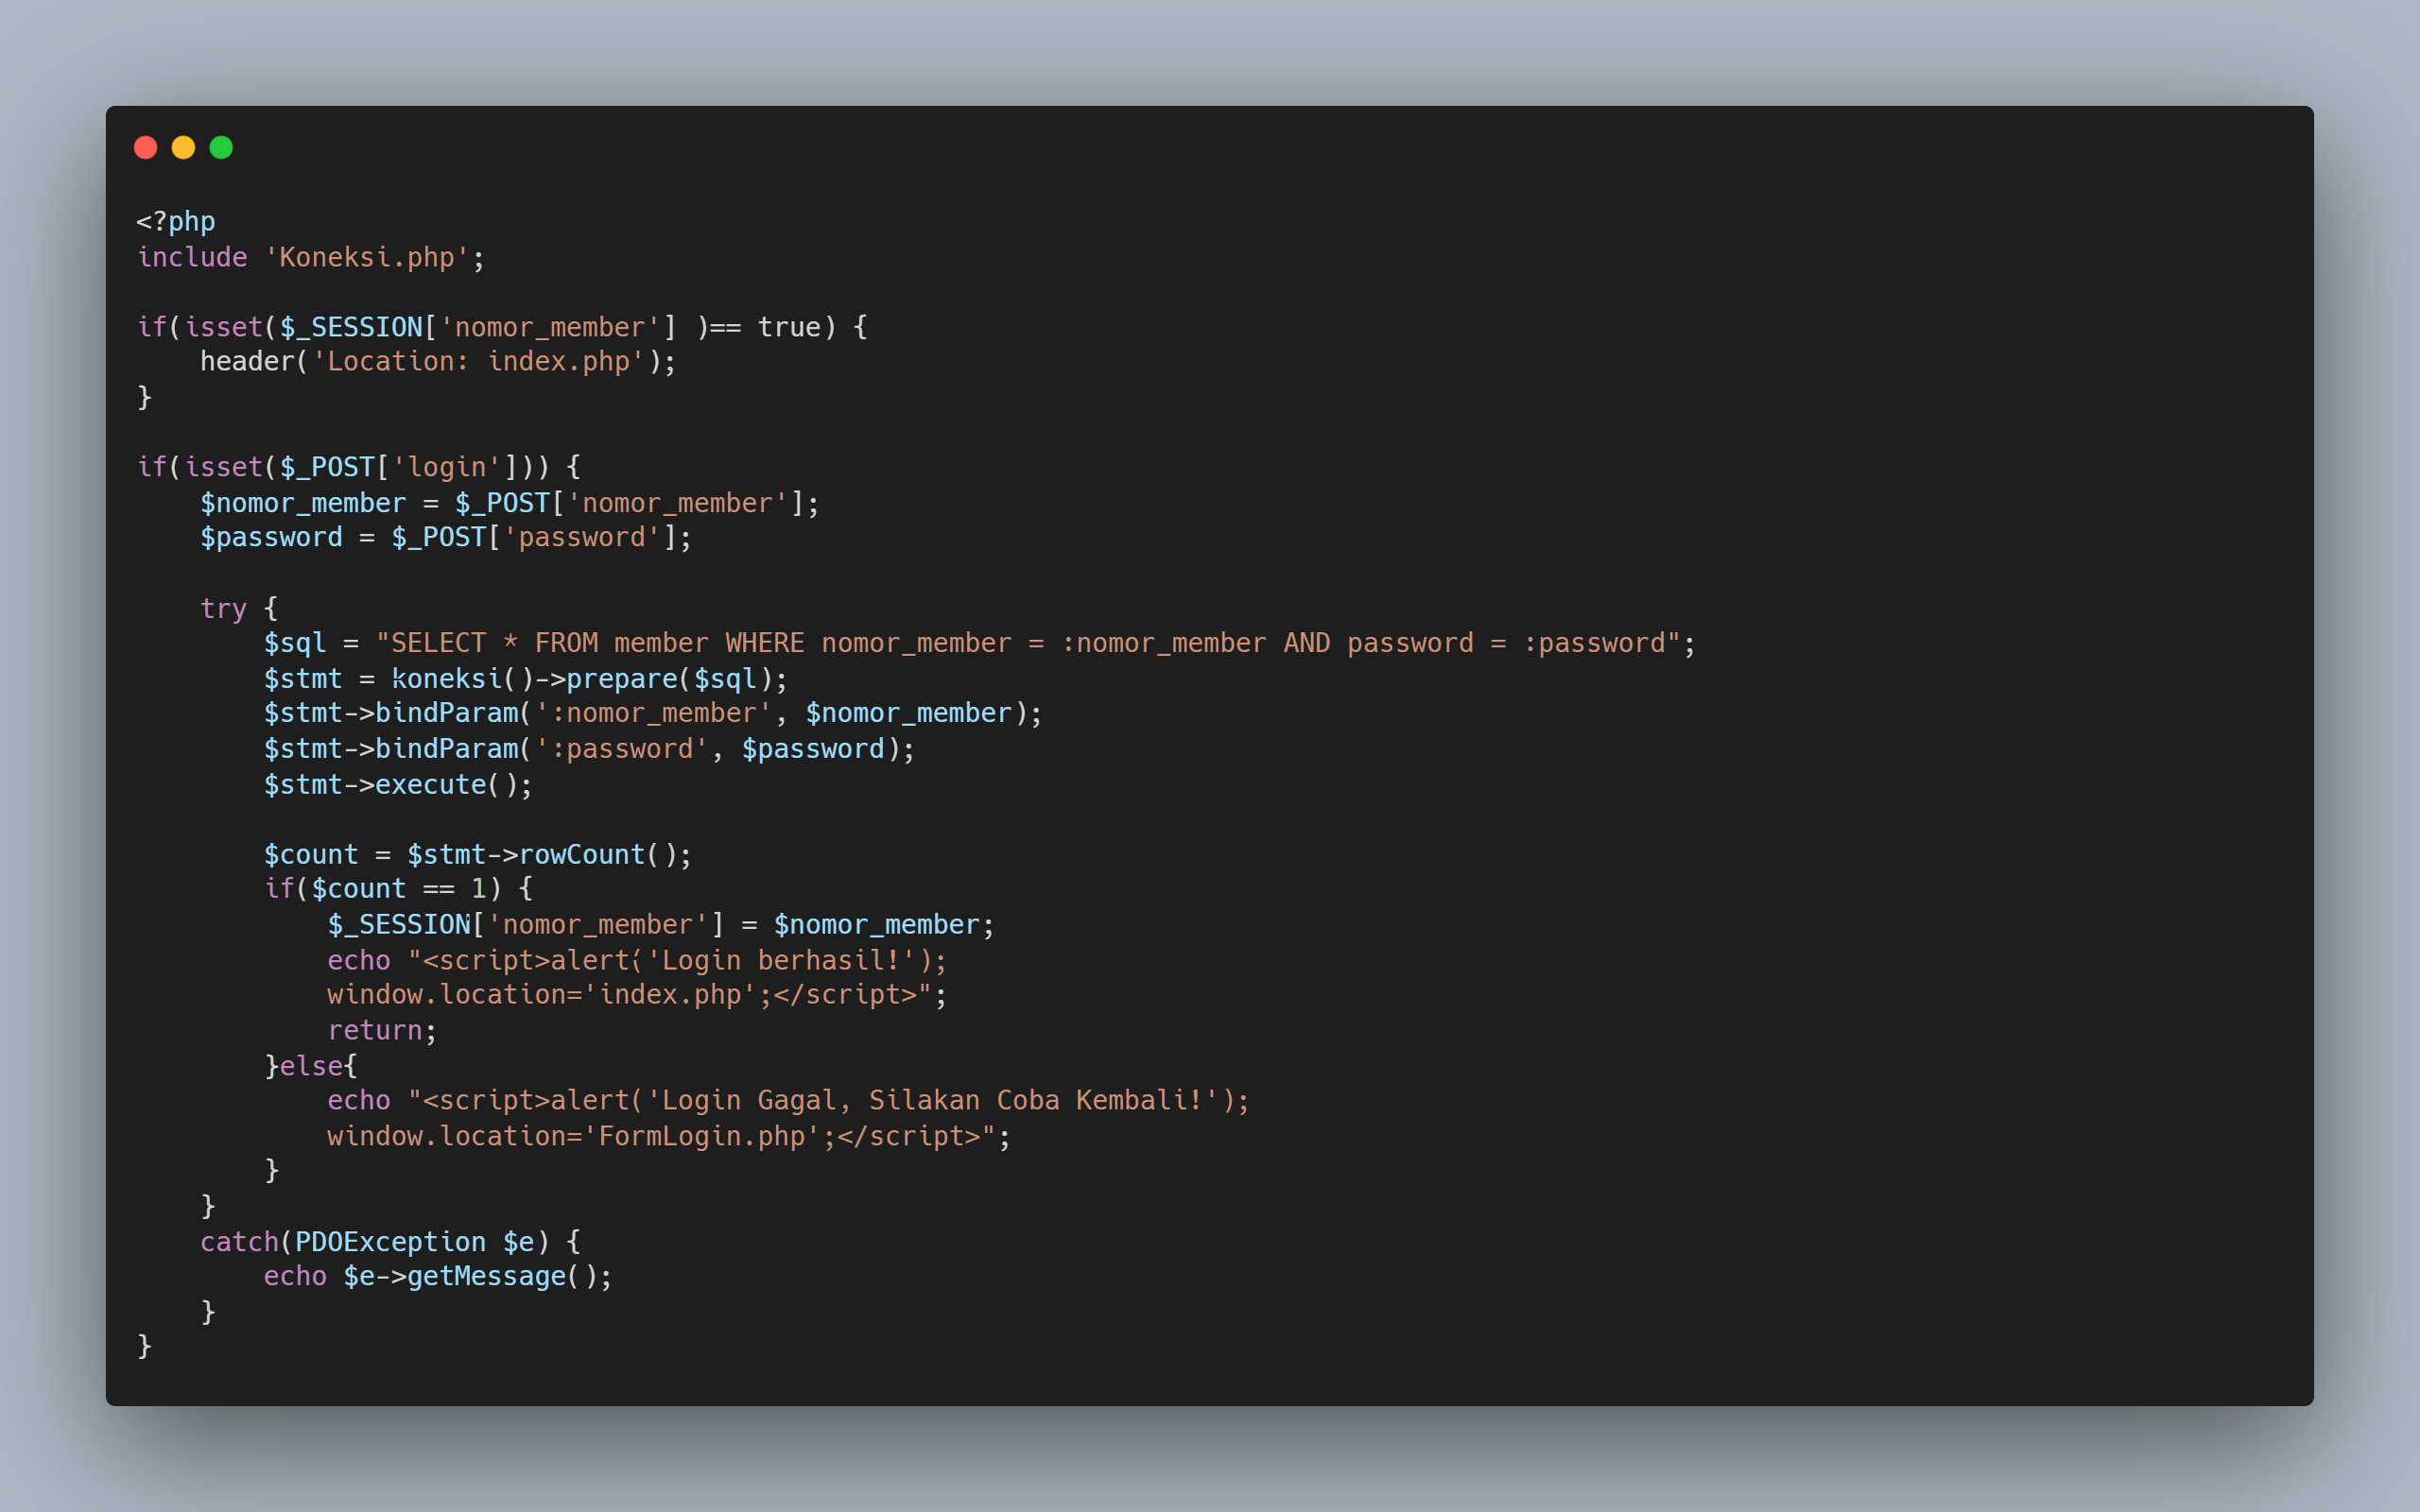 <?php
include 'Koneksi.php';
if(isset($_SESSION['nomor_member'] )== true) {
    header('Location: index.php');
}
if(isset($_POST['login'])) {
    $nomor_member = $_POST['nomor_member'];
    $password = $_POST['password'];
    try {
        $sql = "SELECT * FROM member WHERE nomor_member = :nomor_member AND password = :password";
        $stmt = koneksi()->prepare($sql);
        $stmt->bindParam(':nomor_member', $nomor_member);
        $stmt->bindParam(':password', $password);
        $stmt->execute();
        $count = $stmt->rowCount();
        if($count == 1) {
            $_SESSION['nomor_member'] = $nomor_member;
            echo "<script>alert('Login berhasil!');
            window.location='index.php';</script>";
            return;
        }else{
            echo "<script>alert('Login Gagal, Silakan Coba Kembali!');
            window.location='FormLogin.php';</script>";
        }
    }
    catch(PDOException $e) {
        echo $e->getMessage();
    }
}